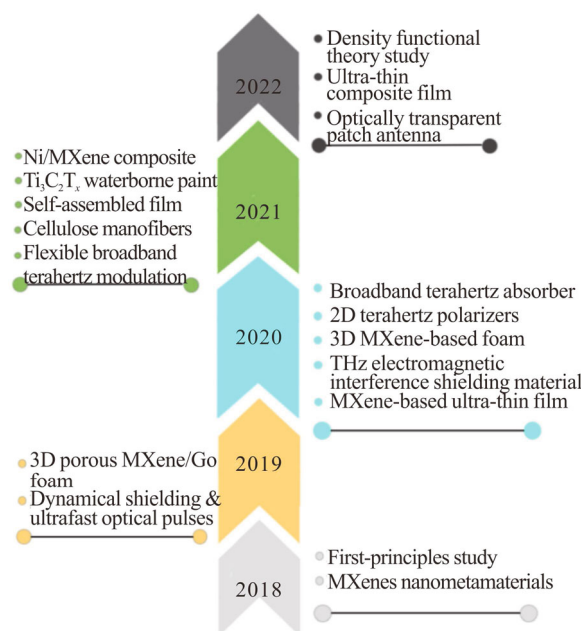 2022
Density functional
theory study
Ultra-thin
composite film
Optically transparent
patch antenna
Ni/MXene composite
Ti₃C₂Tₓ waterborne paint
Self-assembled film
Cellulose manofibers
Flexible broadband
terahertz modulation
2021
2020
Broadband terahertz absorber
2D terahertz polarizers
3D MXene-based foam
THz electromagnetic
interference shielding material
MXene-based ultra-thin film
3D porous MXene/Go
foam
Dynamical shielding &
ultrafast optical pulses
2019
2018
First-principles study
MXenes nanometamaterials